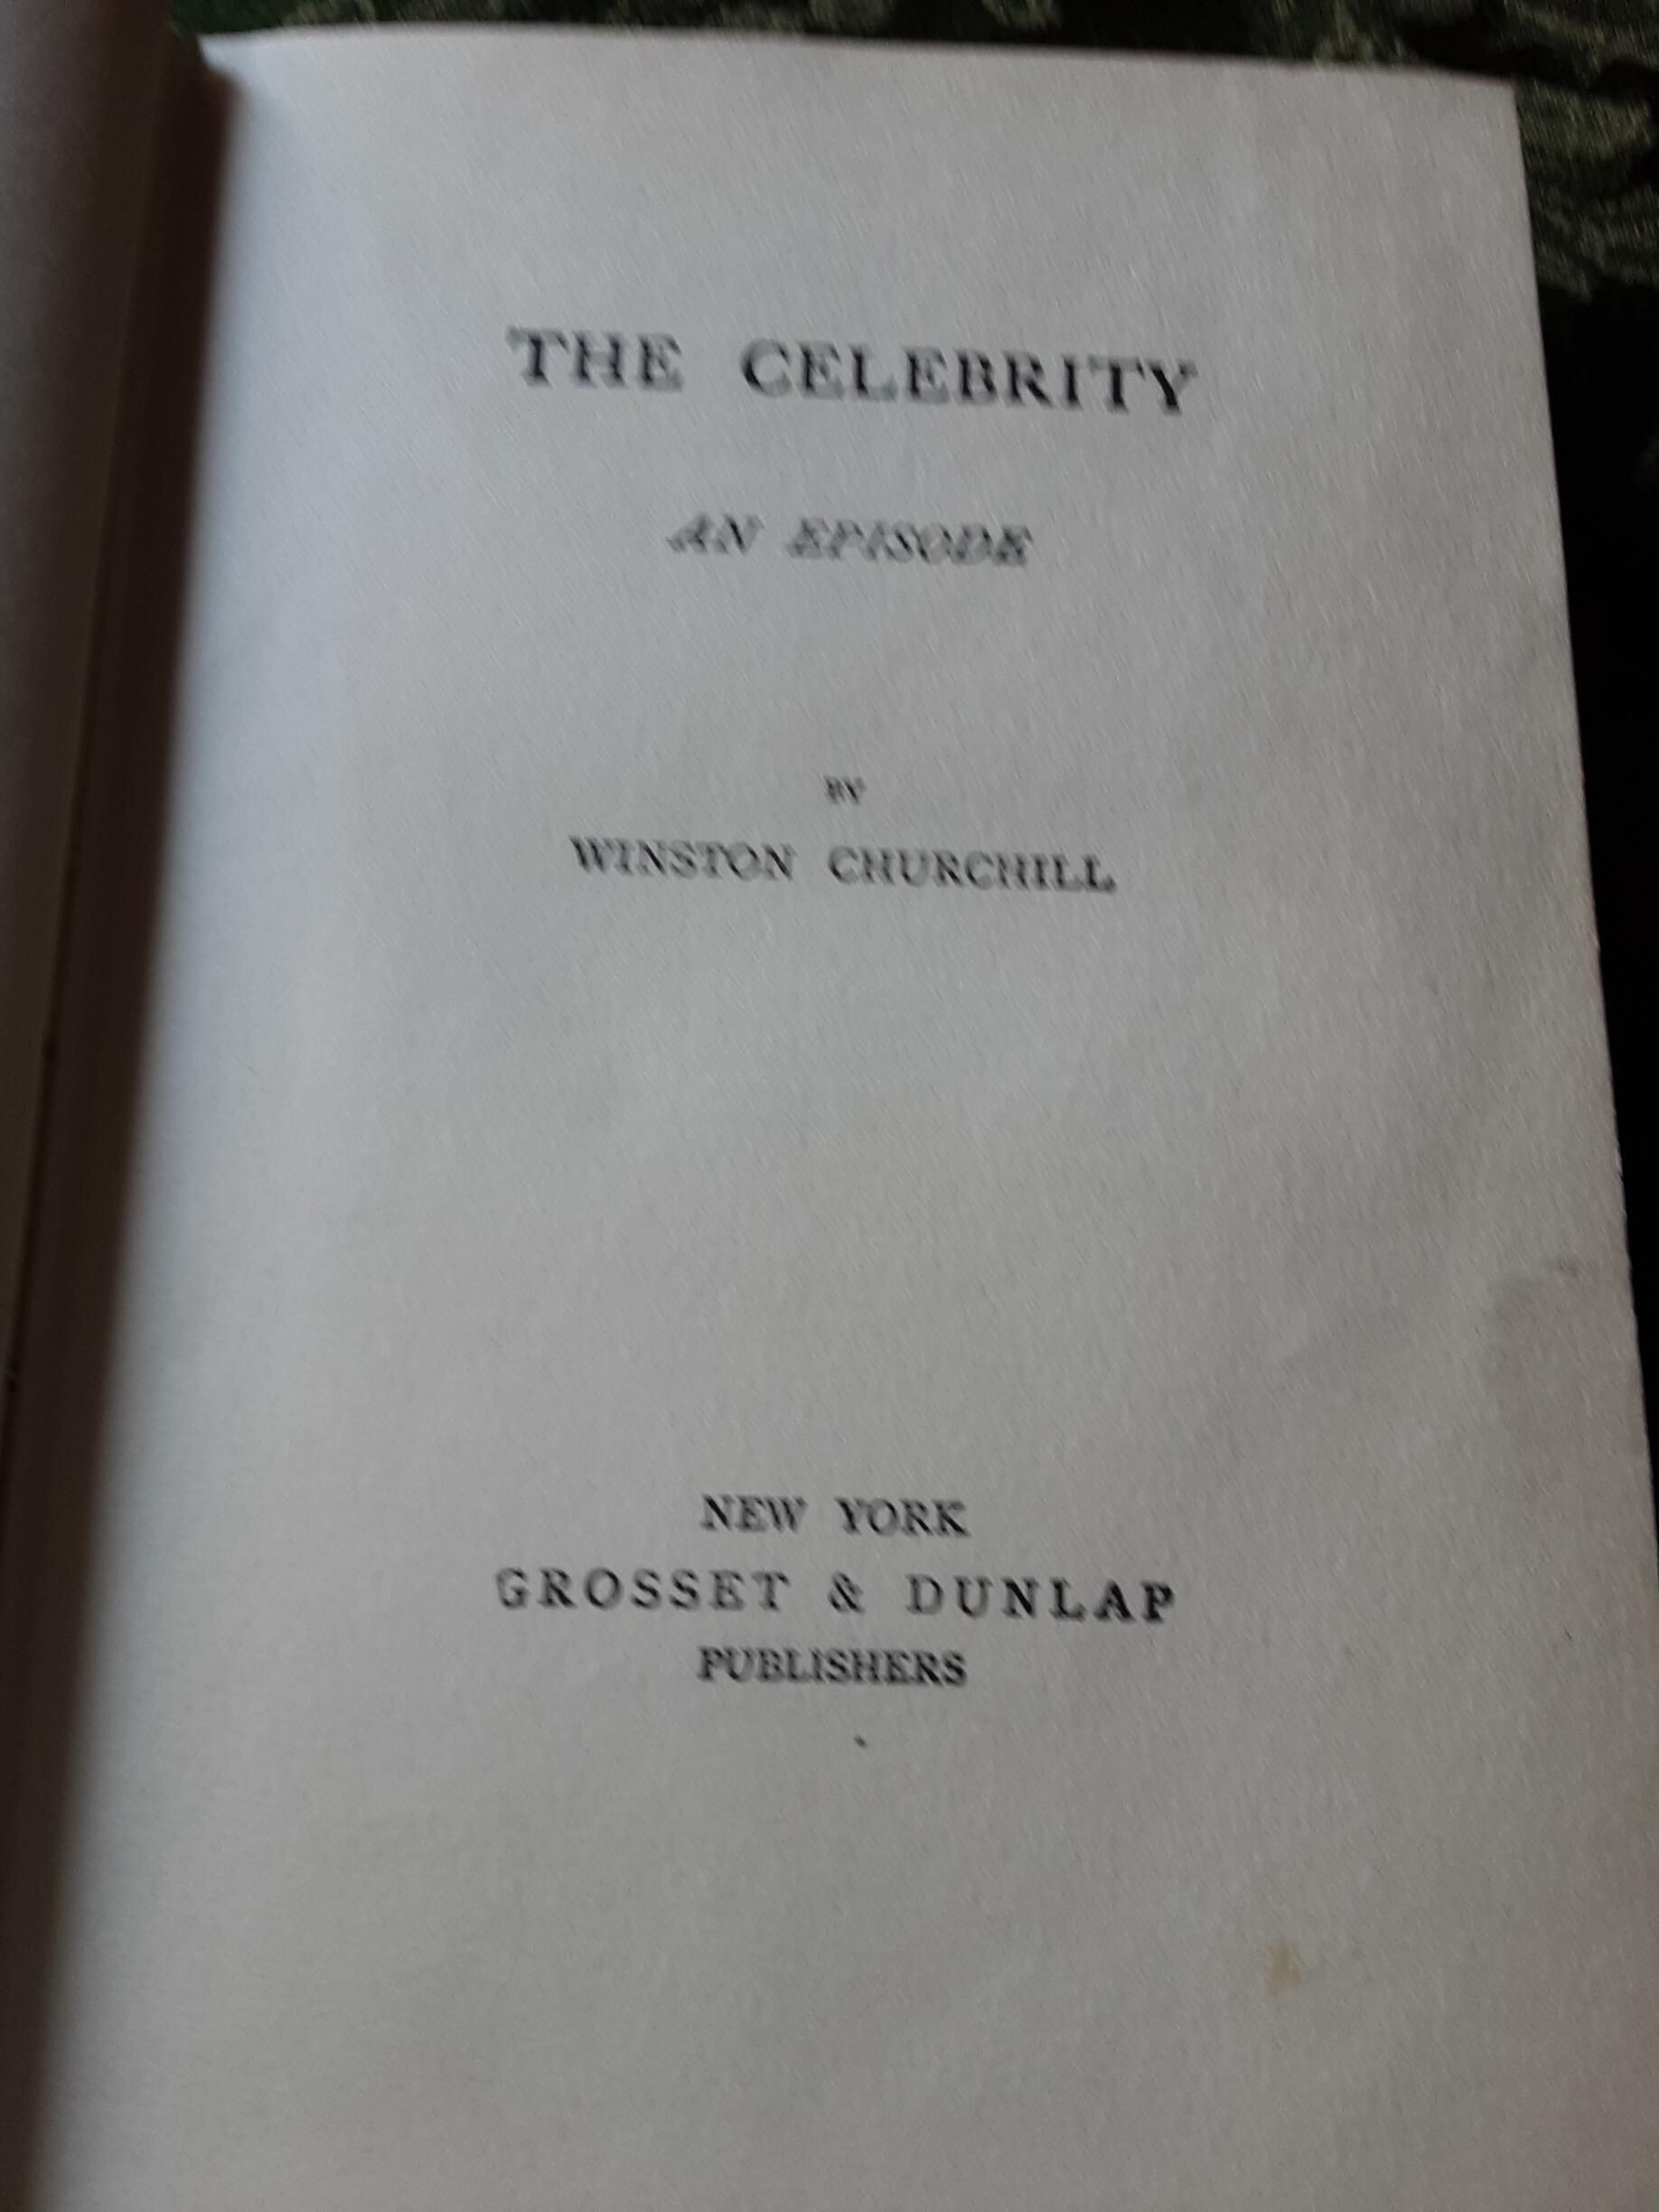 THE CELEBRITY
AN EPISODE
BY
WINSTON CHURCHILL
NEW YORK
GROSSET & DUNLAP
PUBLISHERS